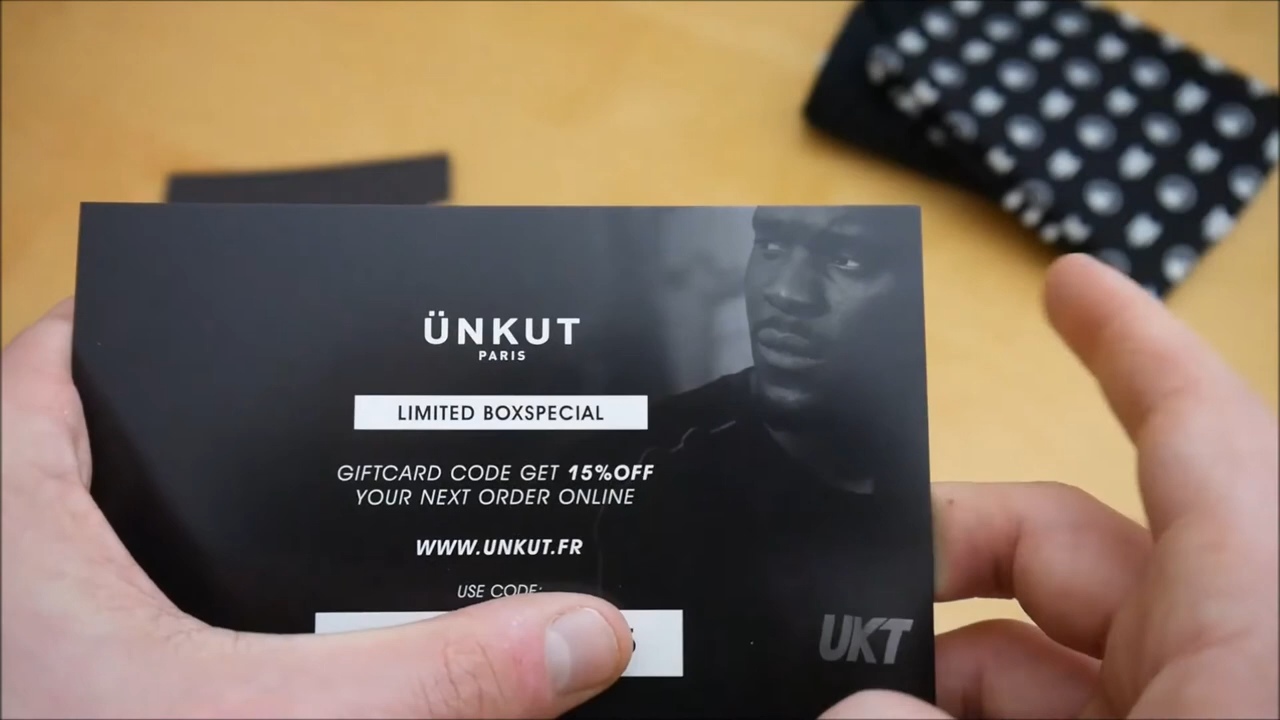 ÜNKUT
PARIS
LIMITED BOXSPECIAL
GIFTCARD CODE GET 15%OFF
YOUR NEXT ORDER ONLINE
WWW.UNKUT.FR
USE CODE:
UKT